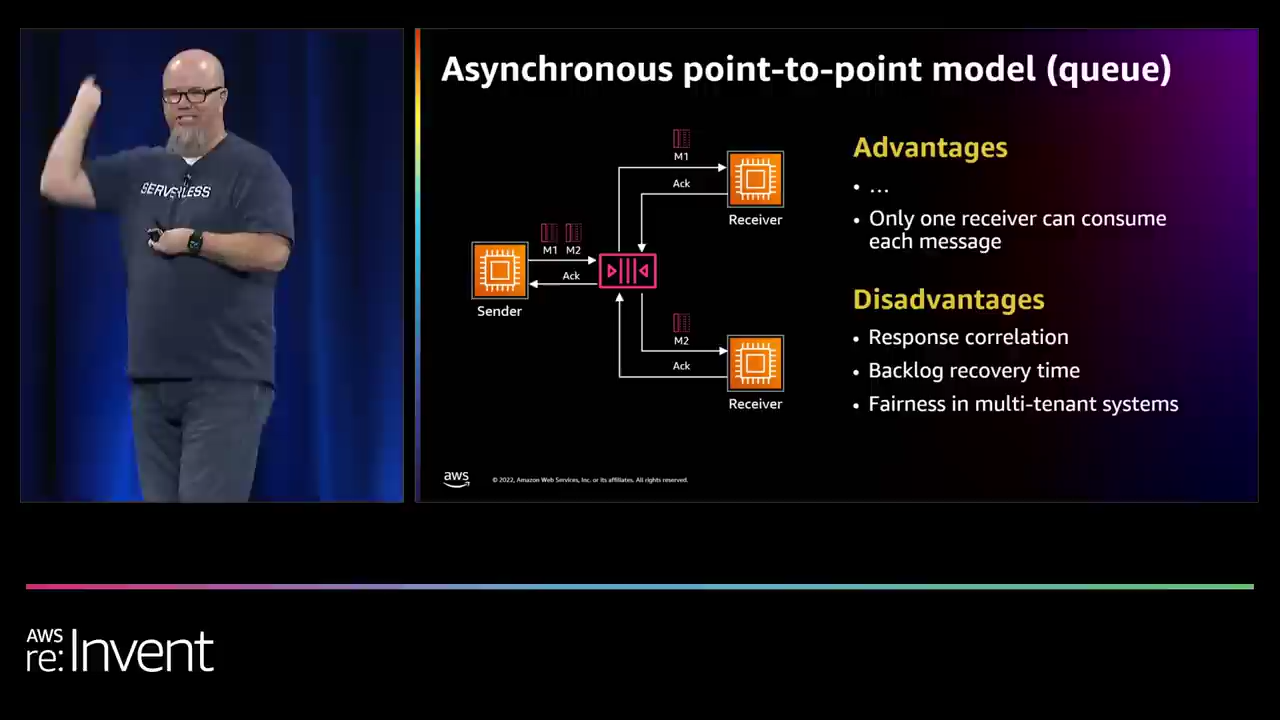 SERVERLESS
Asynchronous point-to-point model (queue)
M1
Ack
Receiver
M1 M2
Ack
Sender
M2
Ack
Receiver
Advantages
• ...
• Only one receiver can consume
each message
Disadvantages
• Response correlation
• Backlog recovery time
• Fairness in multi-tenant systems
aws
© 2022, Amazon Web Services, Inc. or its affiliates. All rights reserved.
AWS
re:Invent